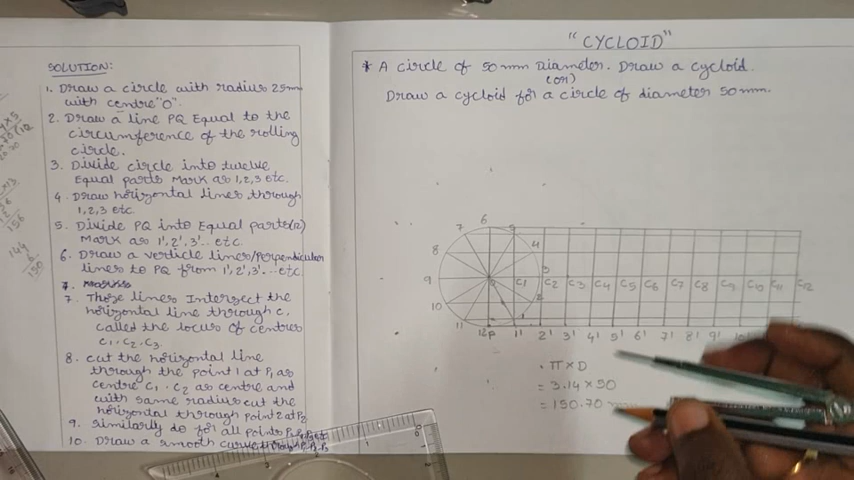 SOLUTION:
1. Draw a circle with radius 25mm
with centre "O".
2. Draw a line PQ Equal to the
circumference of the rolling
circle.
3. Divide circle into twelve
Equal parts Mark as 1,2,3 etc.
4. Draw horizontal lines through
1,2,3 etc.
5. Divide PQ into Equal parts(12)
Mark as 1',2',3'.. etc.
6. Draw a verticle lines/Perpendicular
lines to PQ from 1',2',3'...etc
7. These lines Intersect the
horizontal line through c,
called the locus of centres
C1, C2, C3.
8. cut the horizontal line
through the point 1 at P1 as
centre C1. C2 as centre and
with same radius cut the
horizontal through point 2 at P2
9. Similarly do for all points
10. Draw a smooth curve
"CYCLOID"
* A circle of 50mm Diameter. Draw a cycloid.
(or)
Draw a cycloid for a circle of diameter 50mm.
6
7 5
8 4
3
9 C1 C2 C3 C4 C5 C6 C7 C8 C9 C10 C11 C12
10 2
11 1
12 P 1' 2' 3' 4' 5' 6' 7' 8' 9' 10'
. π x D
= 3.14 x 50
= 150.70